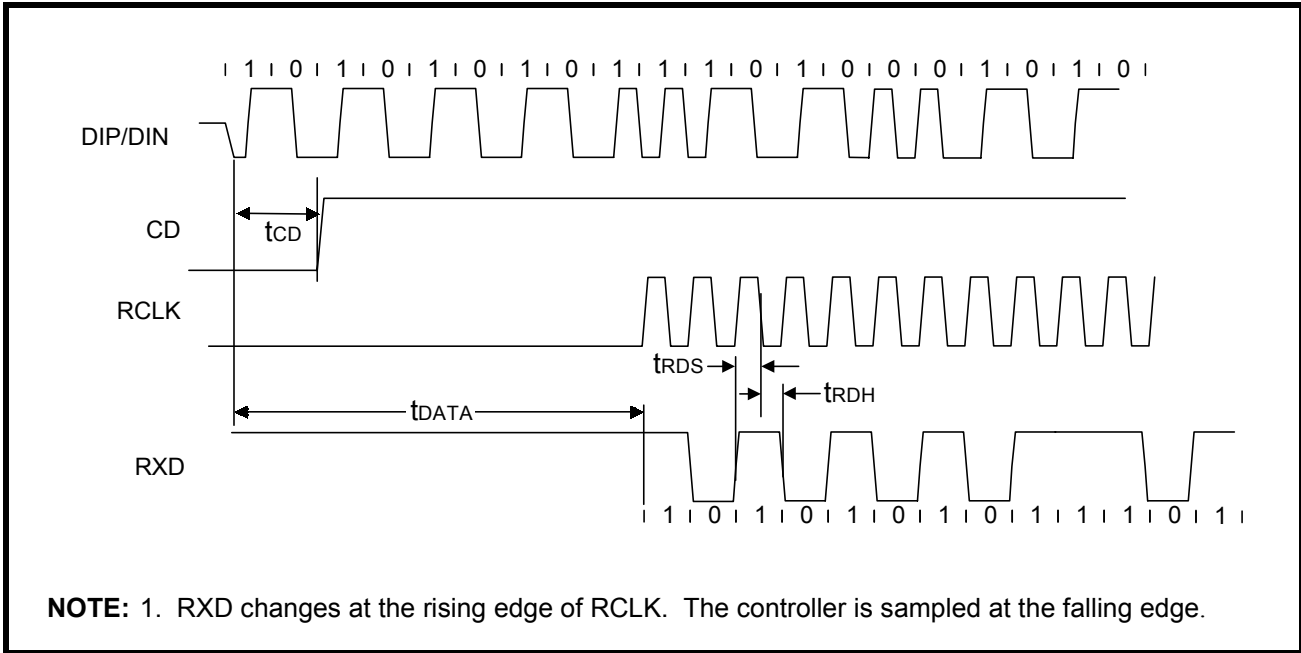 1 0 1 0 1 0 1 0 1 1 1 0 1 0 0 0 1 0 1 0
DIP/DIN
CD
tCD
RCLK
tRDS
tRDH
tDATA
RXD
1 0 1 0 1 0 1 0 1 1 1 0 1
NOTE: 1. RXD changes at the rising edge of RCLK. The controller is sampled at the falling edge.